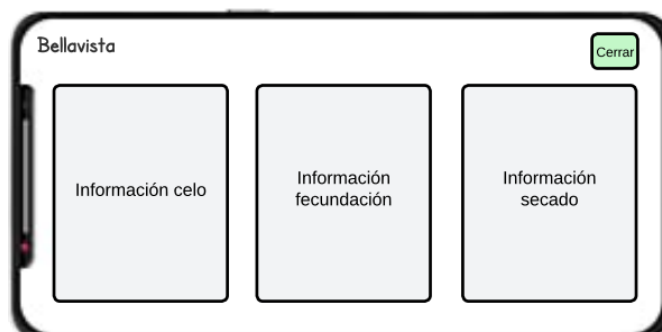 Bellavista
Cerrar
Información celo
Información
fecundación
Información
secado